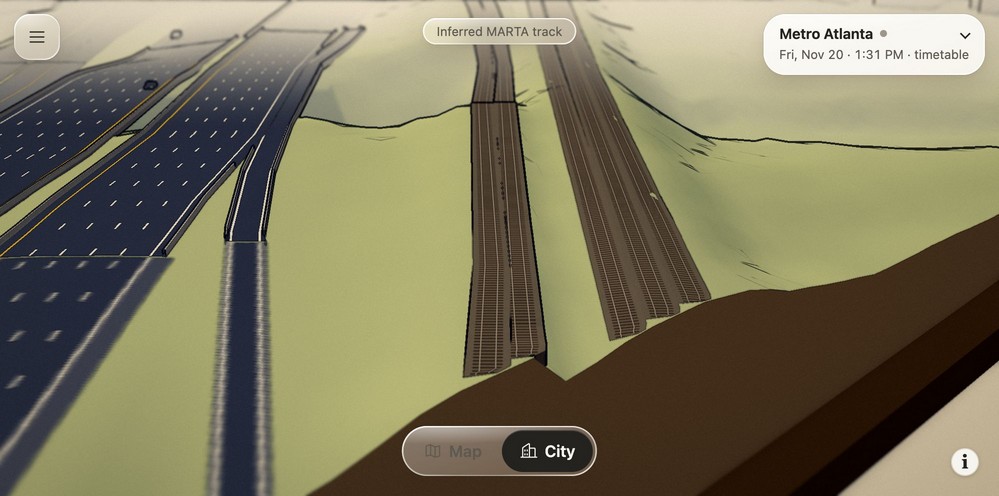 Inferred MARTA track
Metro Atlanta
Fri, Nov 20 · 1:31 PM · timetable
Map
City